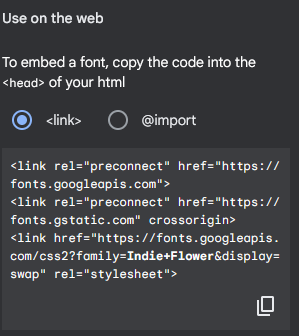 Use on the web
To embed a font, copy the code into the
<head> of your html
<link>
@import
<link rel="preconnect" href="https://
fonts.googleapis.com">
<link rel="preconnect" href="https://
fonts.gstatic.com" crossorigin>
<link href="https://fonts.googleapis.
com/css2?family=Indie+Flower&display=
swap" rel="stylesheet">